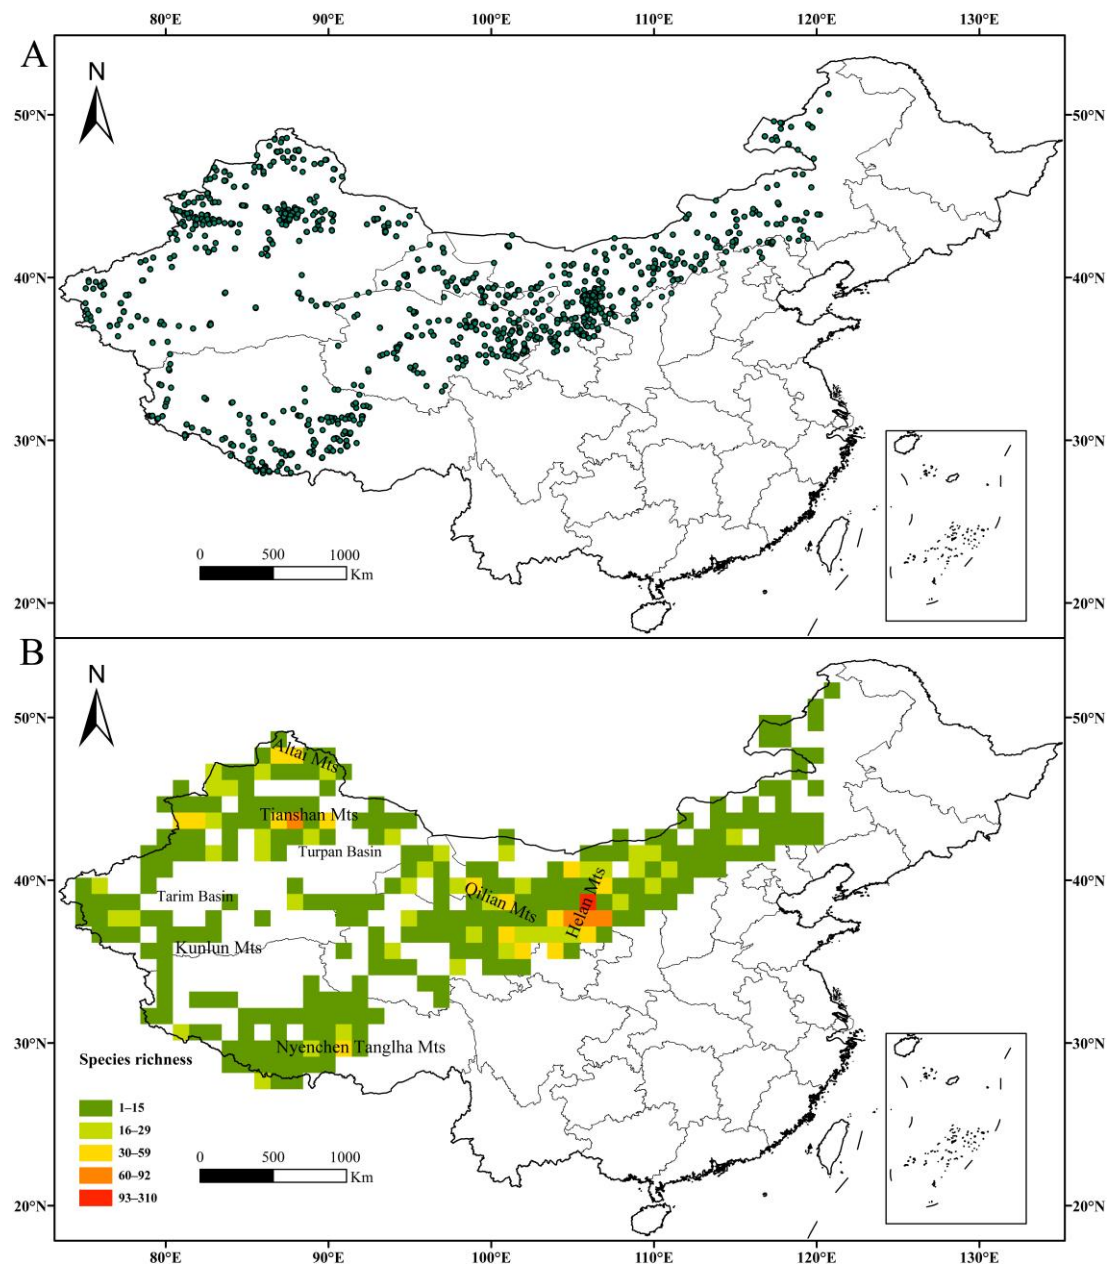 80°E 90°E 100°E 110°E 120°E 130°E
A
N
50°N 50°N
40°N 40°N
30°N 30°N
0 500 1000
Km
20°N 20°N
B
N
50°N 50°N
Altai Mts
Tianshan Mts
Turpan Basin
40°N 40°N
Tarim Basin
Qilian Mts
Helan Mts
Kunlun Mts
30°N 30°N
Nyenchen Tanglha Mts
Species richness
1–15
16–29
30–59
60–92
93–310
0 500 1000
Km
20°N 20°N
80°E 90°E 100°E 110°E 120°E 130°E